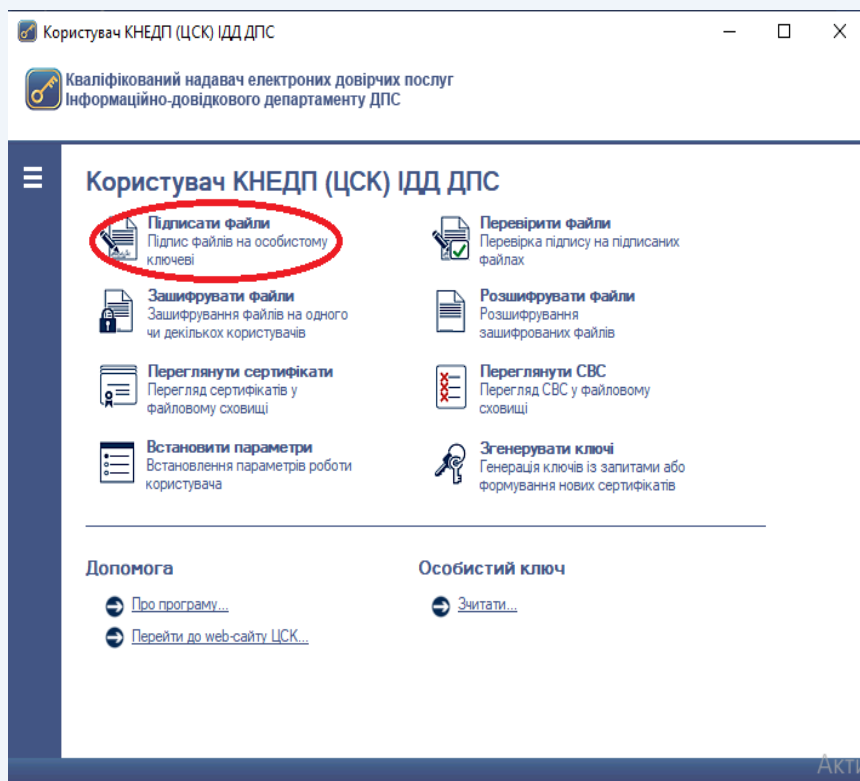 Користувач КНЕДП (ЦСК) ІДД ДПС
Кваліфікований надавач електроних довірчих послуг
Інформаційно-довідкового департаменту ДПС
Користувач КНЕДП (ЦСК) ІДД ДПС
Підписати файли
Підпис файлів на особистому
ключеві
Перевірити файли
Перевірка підпису на підписаних
файлах
Зашифрувати файли
Зашифрування файлів на одного
чи декількох користувачів
Розшифрувати файли
Розшифрування
зашифрованих файлів
Переглянути сертифікати
Перегляд сертифікатів у
файловому сховищі
Переглянути СВС
Перегляд СВС у файловому
сховищі
Встановити параметри
Встановлення параметрів роботи
користувача
Згенерувати ключі
Генерація ключів із запитами або
формування нових сертифікатів
Допомога
Про програму...
Перейти до web-сайту ЦСК...
Особистий ключ
Зчитати...
Акти